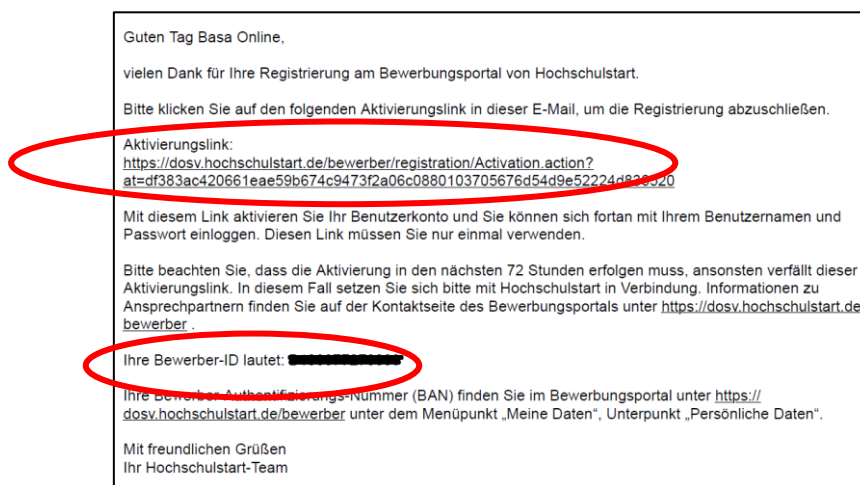 Guten Tag Basa Online,
vielen Dank für Ihre Registrierung am Bewerbungsportal von Hochschulstart.
Bitte klicken Sie auf den folgenden Aktivierungslink in dieser E-Mail, um die Registrierung abzuschließen.
Aktivierungslink:
https://dosv.hochschulstart.de/bewerber/registration/Activation.action?
at=df383ac420661eae59b674c9473f2a06c0880103705676d54d9e52224d839520
Mit diesem Link aktivieren Sie Ihr Benutzerkonto und Sie können sich fortan mit Ihrem Benutzernamen und
Passwort einloggen. Diesen Link müssen Sie nur einmal verwenden.
Bitte beachten Sie, dass die Aktivierung in den nächsten 72 Stunden erfolgen muss, ansonsten verfällt dieser
Aktivierungslink. In diesem Fall setzen Sie sich bitte mit Hochschulstart in Verbindung. Informationen zu
Ansprechpartnern finden Sie auf der Kontaktseite des Bewerbungsportals unter https://dosv.hochschulstart.de
bewerber .
Ihre Bewerber-ID lautet:
Ihre Bewerber-Authentifizierungs-Nummer (BAN) finden Sie im Bewerbungsportal unter https://
dosv.hochschulstart.de/bewerber unter dem Menüpunkt „Meine Daten“, Unterpunkt „Persönliche Daten“.
Mit freundlichen Grüßen
Ihr Hochschulstart-Team